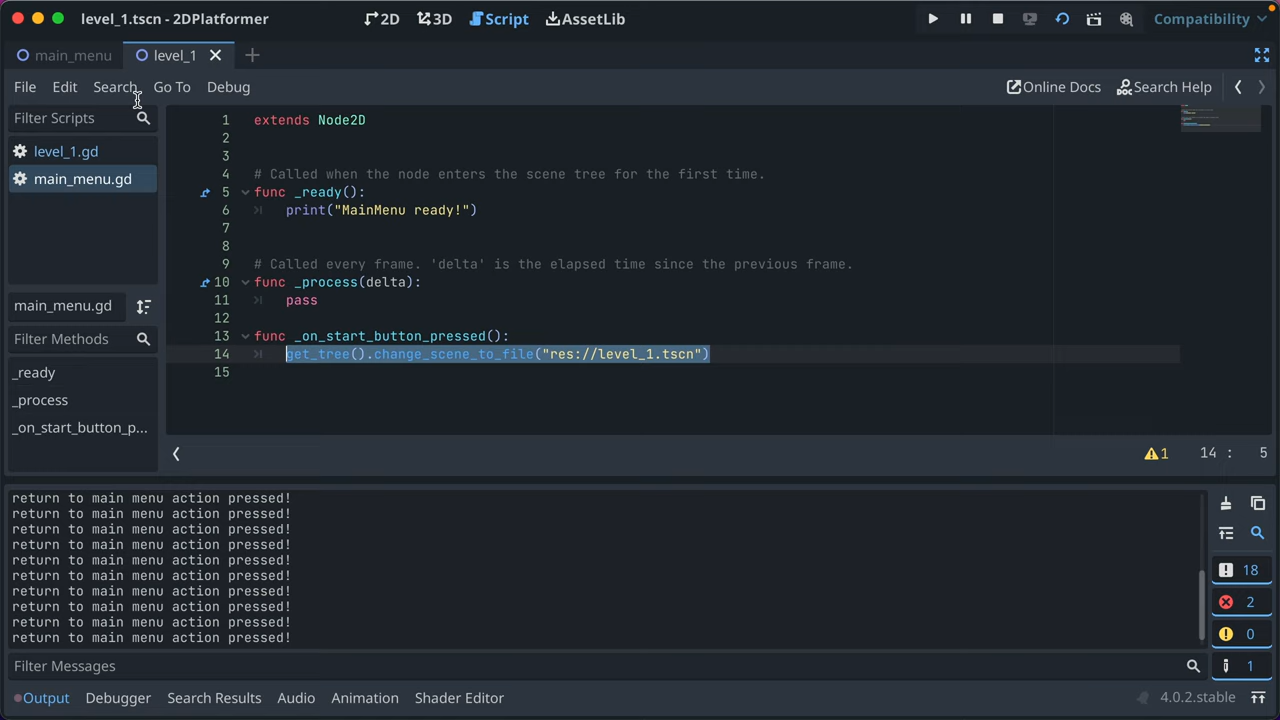 level_1.tscn - 2DPlatformer
2D
3D
Script
AssetLib
Compatibility
main_menu
level_1
File
Edit
Search
Go To
Debug
Online Docs
Search Help
Filter Scripts
level_1.gd
main_menu.gd
main_menu.gd
Filter Methods
_ready
_process
_on_start_button_p...
1 extends Node2D
2
3
4 # Called when the node enters the scene tree for the first time.
5 func _ready():
6 print("MainMenu ready!")
7
8
9 # Called every frame. 'delta' is the elapsed time since the previous frame.
10 func _process(delta):
11 pass
12
13 func _on_start_button_pressed():
14 get_tree().change_scene_to_file("res://level_1.tscn")
15
1
14 : 5
return to main menu action pressed!
return to main menu action pressed!
return to main menu action pressed!
return to main menu action pressed!
return to main menu action pressed!
return to main menu action pressed!
return to main menu action pressed!
return to main menu action pressed!
return to main menu action pressed!
return to main menu action pressed!
18
2
0
1
Filter Messages
Output
Debugger
Search Results
Audio
Animation
Shader Editor
4.0.2.stable